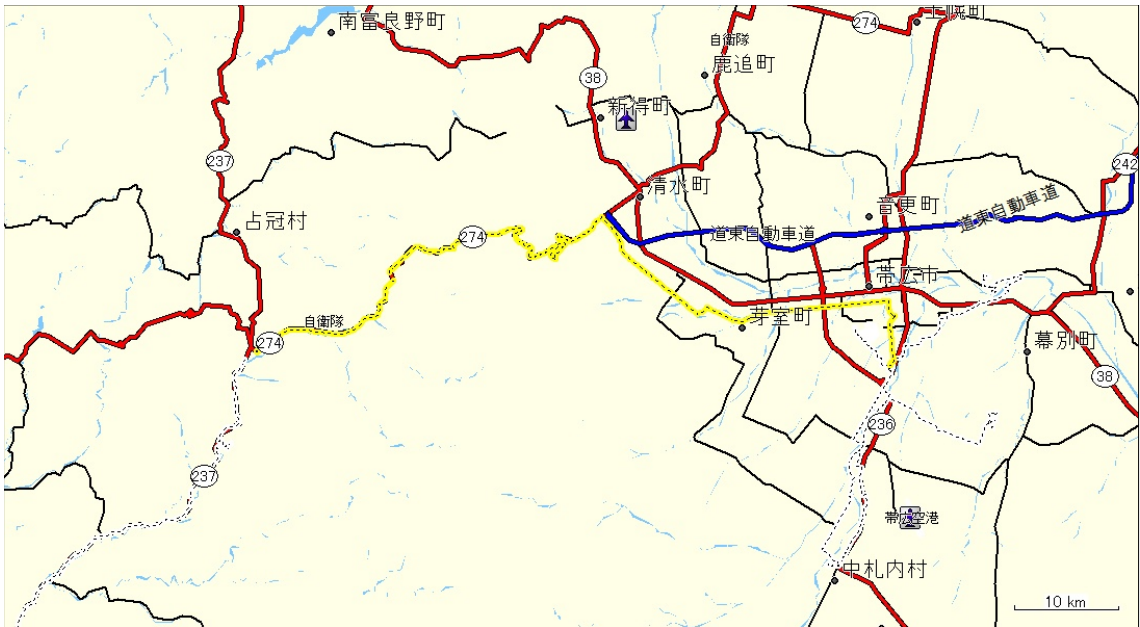 南富良野町
274
士幌町
自衛隊
鹿追町
38
新得町
237
242
清水町
占冠村
音更町
道東自動車道
274
道東自動車道
帯広市
自衛隊
芽室町
274
幕別町
38
236
237
帯広空港
中札内村
10 km